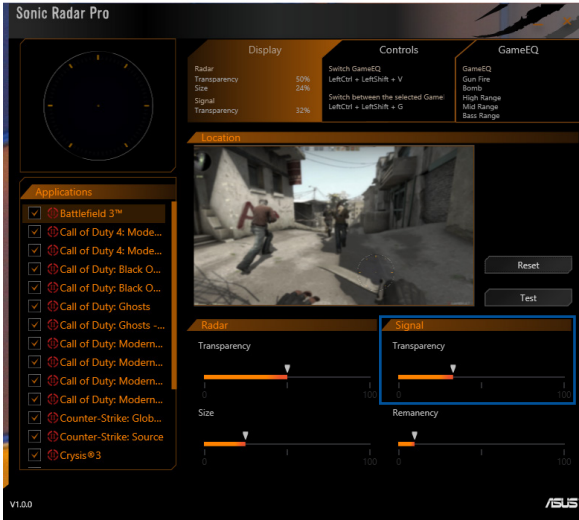 Sonic Radar Pro
Display
Radar
Transparency 50%
Size 24%
Signal
Transparency 32%
Controls
Switch GameEQ
LeftCtrl + LeftShift + V
Switch between the selected Game
LeftCtrl + LeftShift + G
GameEQ
GameEQ
Gun Fire
Bomb
High Range
Mid Range
Bass Range
Location
Reset
Test
Applications
Battlefield 3™
Call of Duty 4: Mode...
Call of Duty 4: Mode...
Call of Duty: Black O...
Call of Duty: Black O...
Call of Duty: Ghosts
Call of Duty: Ghosts -...
Call of Duty: Modern...
Call of Duty: Modern...
Call of Duty: Modern...
Call of Duty: Modern...
Counter-Strike: Glob...
Counter-Strike: Source
Crysis®3
Radar
Transparency
0 100
Size
0 100
Signal
Transparency
0 100
Remanency
0 100
V1.0.0
ASUS